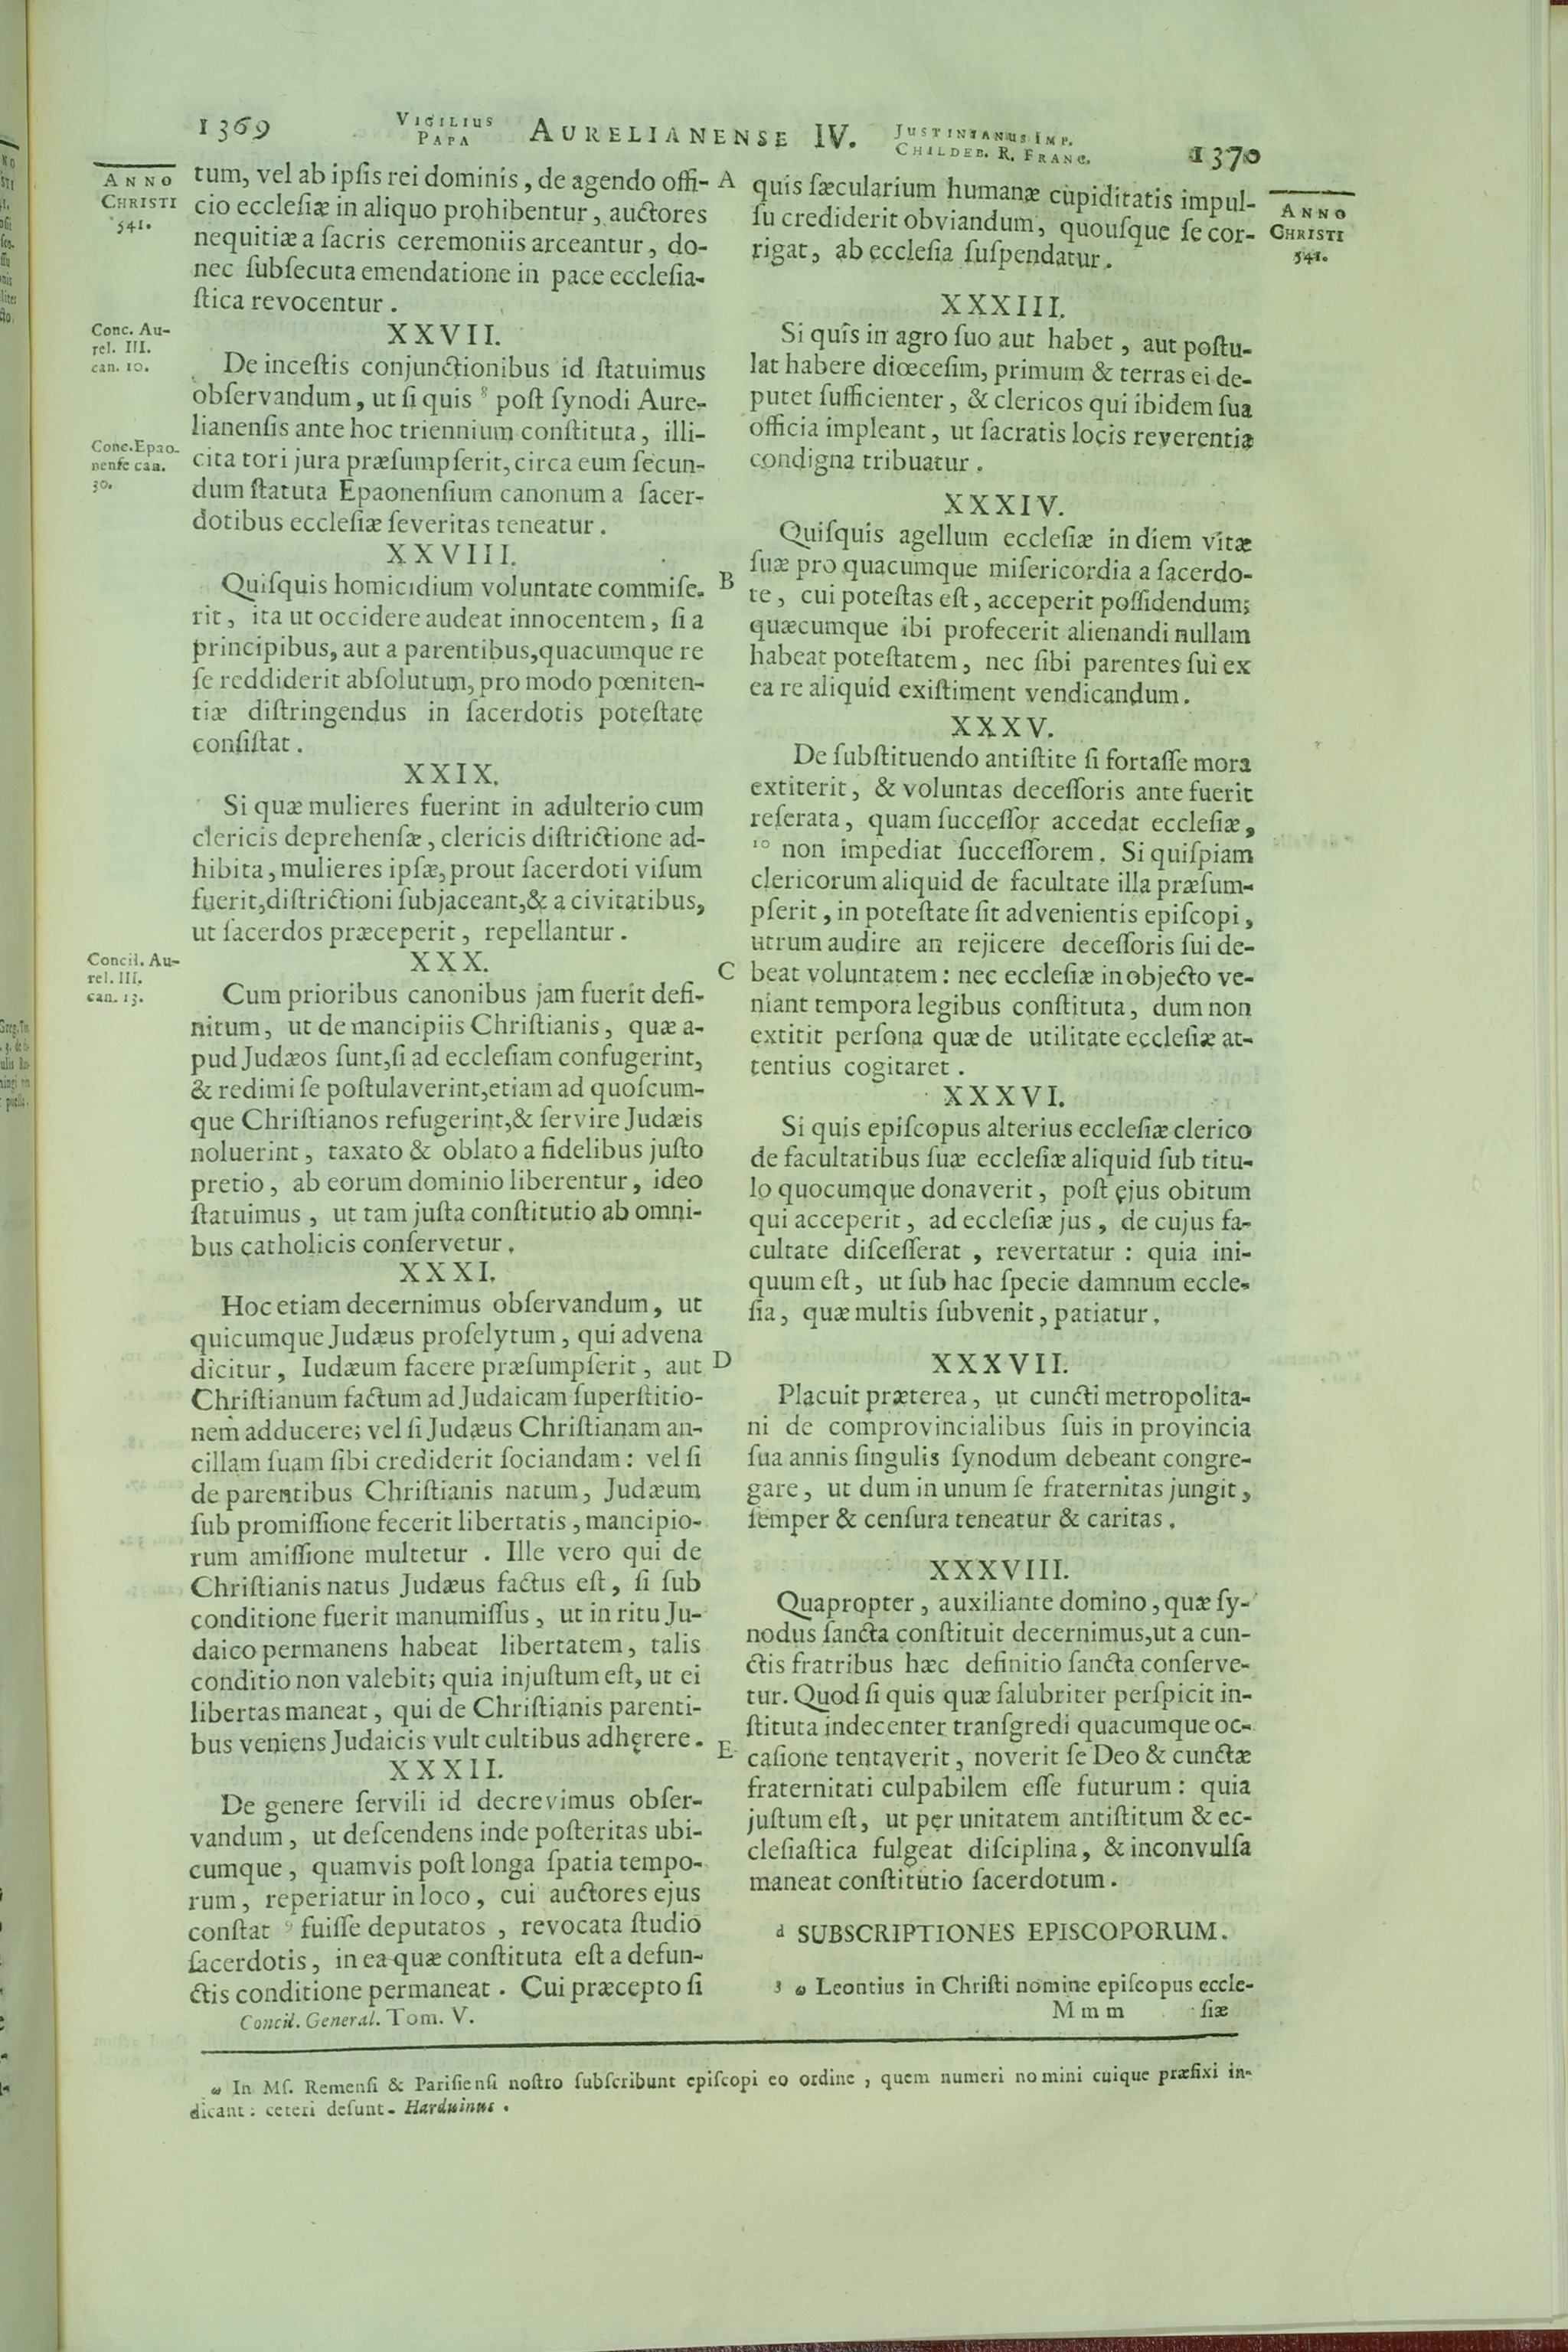 1369
VIGILIUS
PAPA
AURELIANENSE IV.
JUSTINIANUS IMP.
CHILDEB. R. FRANC.
1370
ANNO
CHRISTI
541.
tum, vel ab ipſis rei dominis, de agendo offi-
cio eccleſiæ in aliquo prohibentur, auctores
nequitiæ a ſacris ceremoniis arceantur, do-
nec ſubſecuta emendatione in pace eccleſia-
ſtica revocentur.
XXVII.
Conc. Au-
rel. III.
can. 10.
De inceſtis conjunctionibus id ſtatuimus
obſervandum, ut ſi quis ⁸ poſt ſynodi Aure-
lianenſis ante hoc triennium conſtituta, illi-
Conc. Epao-
nenſe can.
30.
cita tori jura præſumpſerit, circa eum ſecun-
dum ſtatuta Epaonenſium canonum a ſacer-
dotibus eccleſiæ ſeveritas teneatur.
XXVIII.
Quiſquis homicidium voluntate commiſe-
rit, ita ut occidere audeat innocentem, ſi a
principibus, aut a parentibus, quacumque re
ſe reddiderit abſolutum, pro modo pœniten-
tiæ diſtringendus in ſacerdotis poteſtate
conſiſtat.
XXIX.
Si quæ mulieres fuerint in adulterio cum
clericis deprehenſæ, clericis diſtrictione ad-
hibita, mulieres ipſæ, prout ſacerdoti viſum
fuerit, diſtrictioni ſubjaceant, & a civitatibus,
ut ſacerdos præceperit, repellantur.
XXX.
Concil. Au-
rel. III.
can. 13.
Cum prioribus canonibus jam fuerit defi-
nitum, ut de mancipiis Chriſtianis, quæ a-
pud Judæos ſunt, ſi ad eccleſiam confugerint,
& redimi ſe poſtulaverint, etiam ad quoſcum-
que Chriſtianos refugerint, & ſervire Judæis
noluerint, taxato & oblato a fidelibus juſto
pretio, ab eorum dominio liberentur, ideo
ſtatuimus, ut tam juſta conſtitutio ab omni-
bus catholicis conſervetur.
XXXI.
Hoc etiam decernimus obſervandum, ut
quicumque Judæus proſelytum, qui advena
dicitur, Iudæum facere præſumpſerit, aut
Chriſtianum factum ad Judaicam ſuperſtitio-
nem adducere; vel ſi Judæus Chriſtianam an-
cillam ſuam ſibi crediderit ſociandam: vel ſi
de parentibus Chriſtianis natum, Judæum
ſub promiſſione fecerit libertatis, mancipio-
rum amiſſione multetur. Ille vero qui de
Chriſtianis natus Judæus factus eſt, ſi ſub
conditione fuerit manumiſſus, ut in ritu Ju-
daico permanens habeat libertatem, talis
conditio non valebit; quia injuſtum eſt, ut ei
libertas maneat, qui de Chriſtianis parenti-
bus veniens Judaicis vult cultibus adhęrere.
XXXII.
De genere ſervili id decrevimus obſer-
vandum, ut deſcendens inde poſteritas ubi-
cumque, quamvis poſt longa ſpatia tempo-
rum, reperiatur in loco, cui auctores ejus
conſtat ⁹ fuiſſe deputatos, revocata ſtudio
ſacerdotis, in ea quæ conſtituta eſt a defun-
ctis conditione permaneat. Cui præcepto ſi
Concil. General. Tom. V.
A
B
C
D
E
quis ſæcularium humanæ cupiditatis impul-
ſu crediderit obviandum, quouſque ſe cor-
rigat, ab eccleſia ſuſpendatur.
ANNO
CHRISTI
541.
XXXIII.
Si quis in agro ſuo aut habet, aut poſtu-
lat habere diœceſim, primum & terras ei de-
putet ſufficienter, & clericos qui ibidem ſua
officia impleant, ut ſacratis locis reverentia
condigna tribuatur.
XXXIV.
Quiſquis agellum eccleſiæ in diem vitæ
ſuæ pro quacumque miſericordia a ſacerdo-
te, cui poteſtas eſt, acceperit poſſidendum;
quæcumque ibi profecerit alienandi nullam
habeat poteſtatem, nec ſibi parentes ſui ex
ea re aliquid exiſtiment vendicandum.
XXXV.
De ſubſtituendo antiſtite ſi fortaſſe mora
extiterit, & voluntas deceſſoris ante fuerit
reſerata, quam ſucceſſor accedat eccleſiæ,
¹⁰ non impediat ſucceſſorem. Si quiſpiam
clericorum aliquid de facultate illa præſum-
pſerit, in poteſtate ſit advenientis epiſcopi,
utrum audire an rejicere deceſſoris ſui de-
beat voluntatem: nec eccleſiæ in objecto ve-
niant tempora legibus conſtituta, dum non
extitit perſona quæ de utilitate eccleſiæ at-
tentius cogitaret.
XXXVI.
Si quis epiſcopus alterius eccleſiæ clerico
de facultatibus ſuæ eccleſiæ aliquid ſub titu-
lo quocumque donaverit, poſt ejus obitum
qui acceperit, ad eccleſiæ jus, de cujus fa-
cultate diſceſſerat, revertatur: quia ini-
quum eſt, ut ſub hac ſpecie damnum eccle-
ſia, quæ multis ſubvenit, patiatur.
XXXVII.
Placuit præterea, ut cuncti metropolita-
ni de comprovincialibus ſuis in provincia
ſua annis ſingulis ſynodum debeant congre-
gare, ut dum in unum ſe fraternitas jungit,
ſemper & cenſura teneatur & caritas.
XXXVIII.
Quapropter, auxiliante domino, quæ ſy-
nodus ſancta conſtituit decernimus, ut a cun-
ctis fratribus hæc definitio ſancta conſerve-
tur. Quod ſi quis quæ ſalubriter perſpicit in-
ſtituta indecenter tranſgredi quacumque oc-
caſione tentaverit, noverit ſe Deo & cunctæ
fraternitati culpabilem eſſe futurum: quia
juſtum eſt, ut per unitatem antiſtitum & ec-
cleſiaſtica fulgeat diſciplina, & inconvulſa
maneat conſtitutio ſacerdotum.
d SUBSCRIPTIONES EPISCOPORUM.
3 ω Leontius in Chriſti nomine epiſcopus eccle-
Mmm ſiæ
ω In Mſ. Remenſi & Pariſienſi noſtro ſubſcribunt epiſcopi eo ordine, quem numeri nomini cuique præfixi in-
dicant: ceteri deſunt. Harduinus.